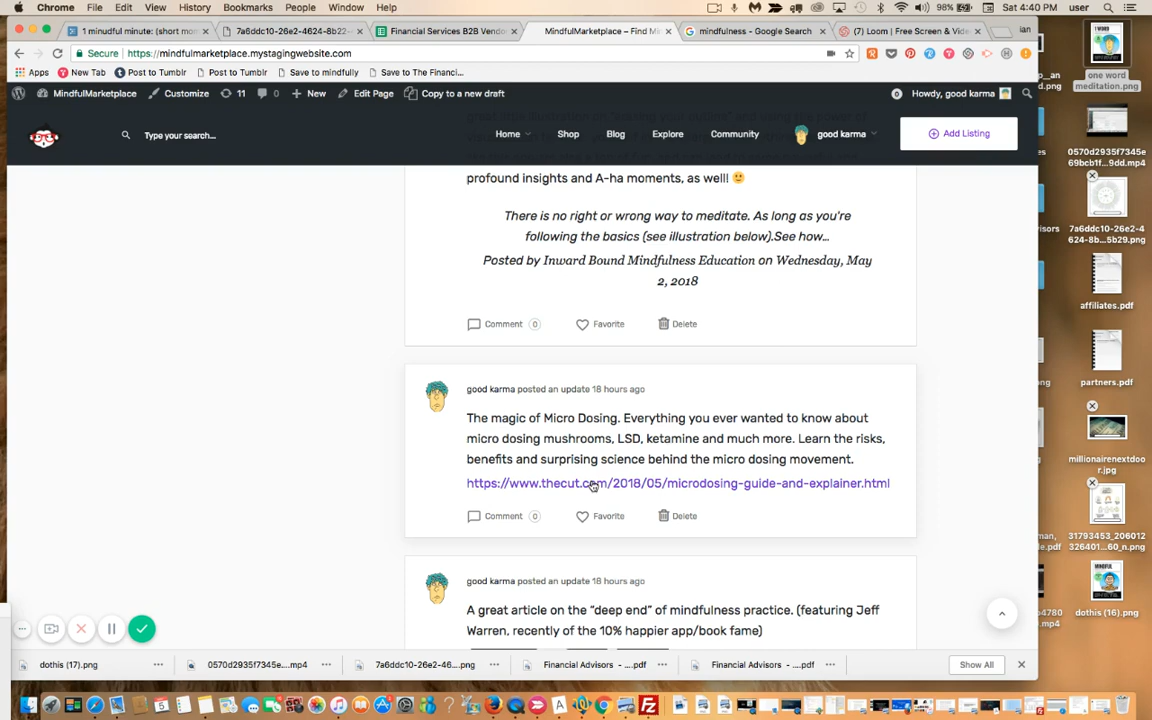 Chrome File Edit View History Bookmarks People Window Help 98% Sat 4:40 PM user
1 minudful minute: (short mom 7a6ddc10-26e2-4624-8b22- Financial Services B2B Vendo MindfulMarketplace – Find Mi mindfulness - Google Search (7) Loom | Free Screen & Vide ian
Secure https://mindfulmarketplace.mystagingwebsite.com
Apps New Tab Post to Tumblr Post to Tumblr Save to mindfully Save to The Financi...
MindfulMarketplace Customize 11 0 New Edit Page Copy to a new draft 0 Howdy, good karma
Type your search... Home Shop Blog Explore Community good karma Add Listing
profound insights and A-ha moments, as well! 🙂
There is no right or wrong way to meditate. As long as you're
following the basics (see illustration below).See how...
Posted by Inward Bound Mindfulness Education on Wednesday, May
2, 2018
Comment 0 Favorite Delete
good karma posted an update 18 hours ago
The magic of Micro Dosing. Everything you ever wanted to know about
micro dosing mushrooms, LSD, ketamine and much more. Learn the risks,
benefits and surprising science behind the micro dosing movement.
https://www.thecut.com/2018/05/microdosing-guide-and-explainer.html
Comment 0 Favorite Delete
good karma posted an update 18 hours ago
A great article on the “deep end” of mindfulness practice. (featuring Jeff
Warren, recently of the 10% happier app/book fame)
dothis (17).png 0570d2935f7345e....mp4 7a6ddc10-26e2-46....png Financial Advisors - ....pdf Financial Advisors - ....pdf Show All
one word
meditation.png
0570d2935f7345e
69bcb1f...9dd.mp4
7a6ddc10-26e2-4
624-8b...5b29.png
affiliates.pdf
partners.pdf
millionairenextdoo
r.jpg
31793453_206012
326401...60_n.png
dothis (16).png